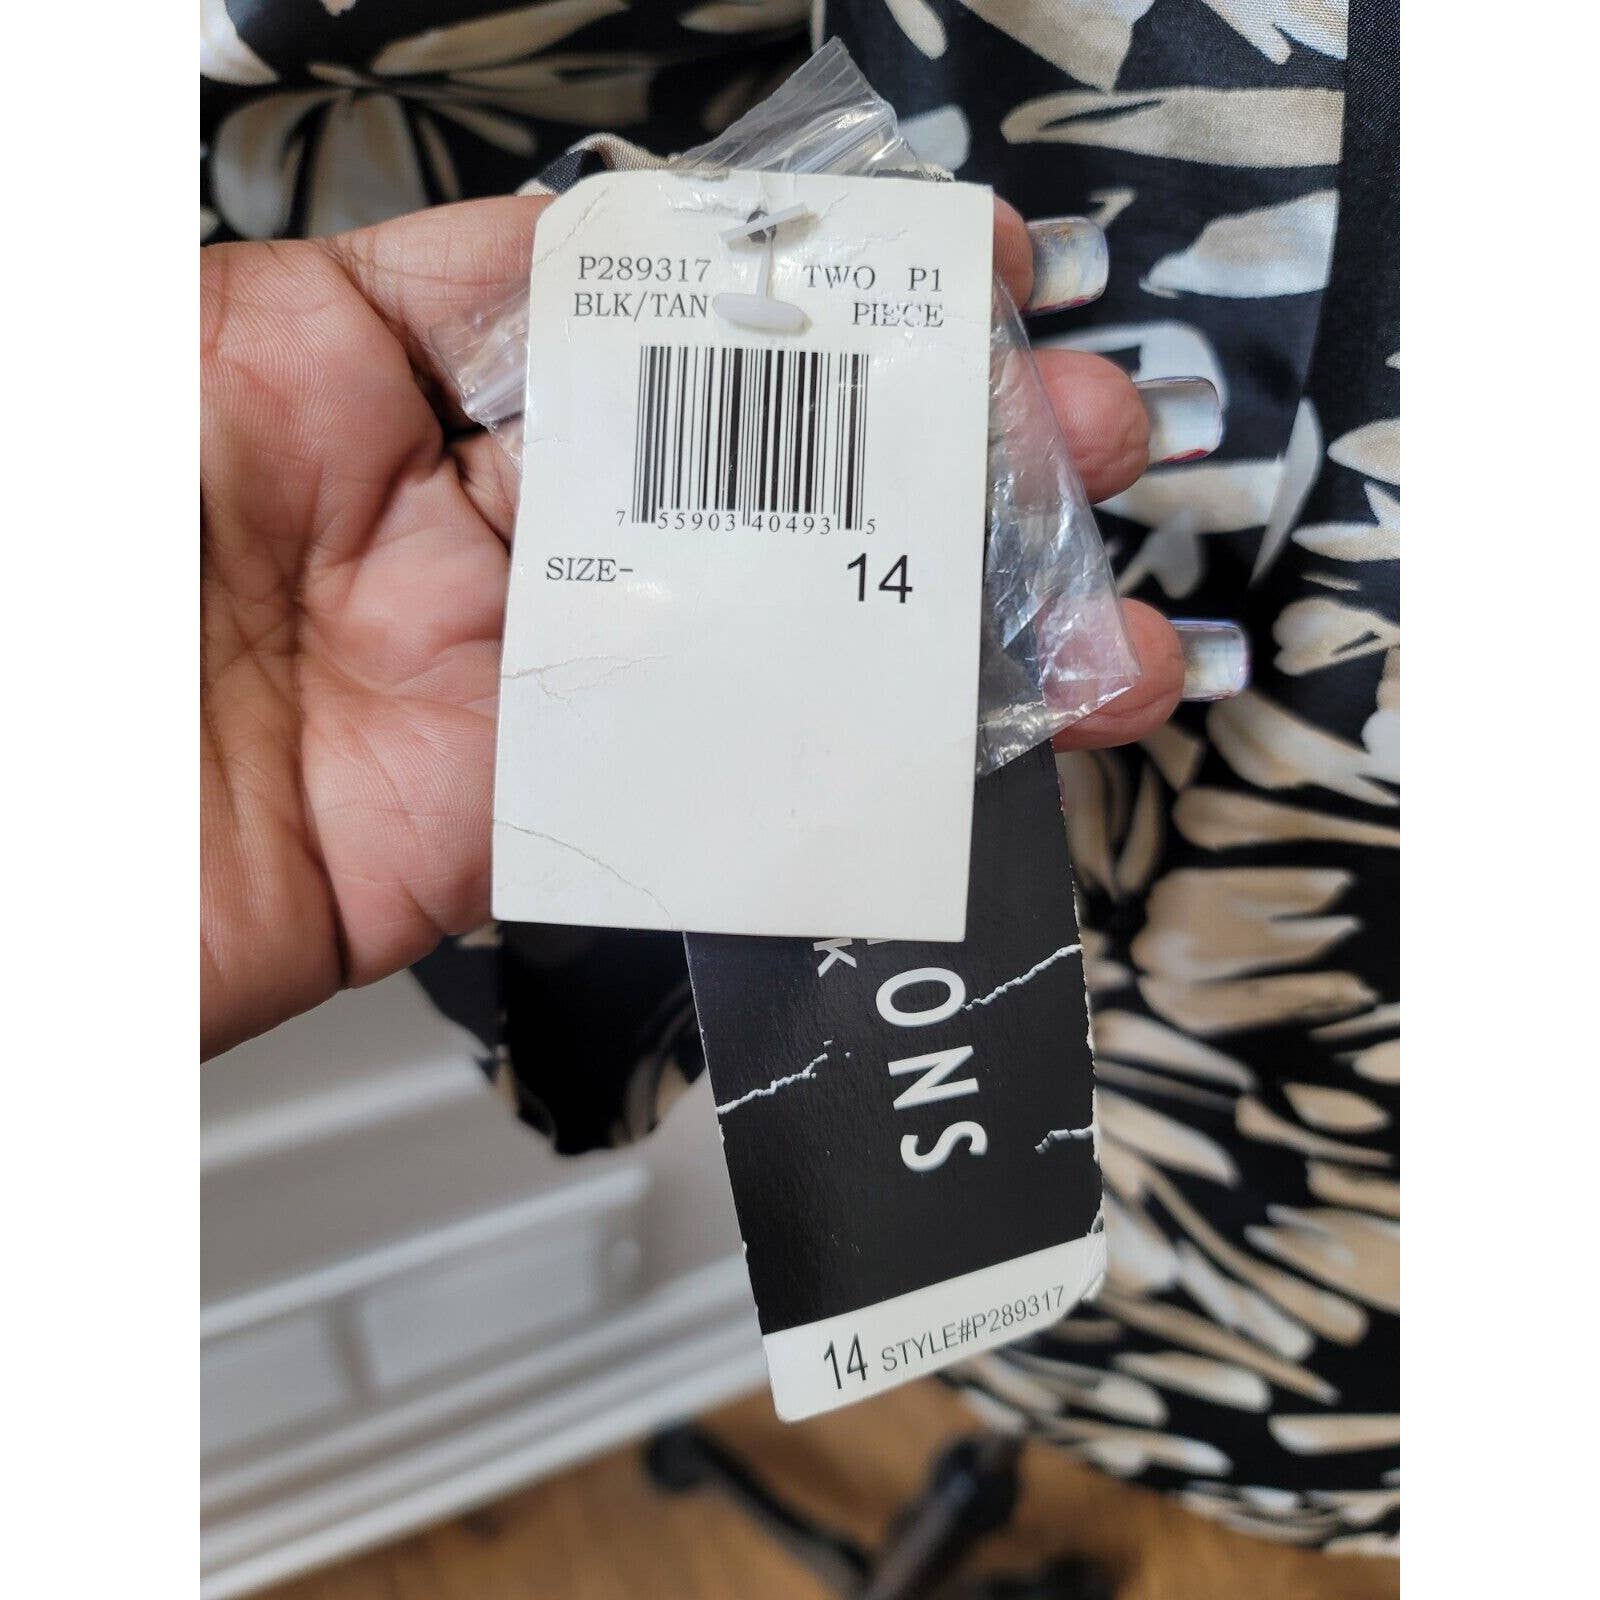 P289317 TWO P1
BLK/TAN PIECE
7 55903 40493 5
SIZE- 14
ONS
14 STYLE#P289317